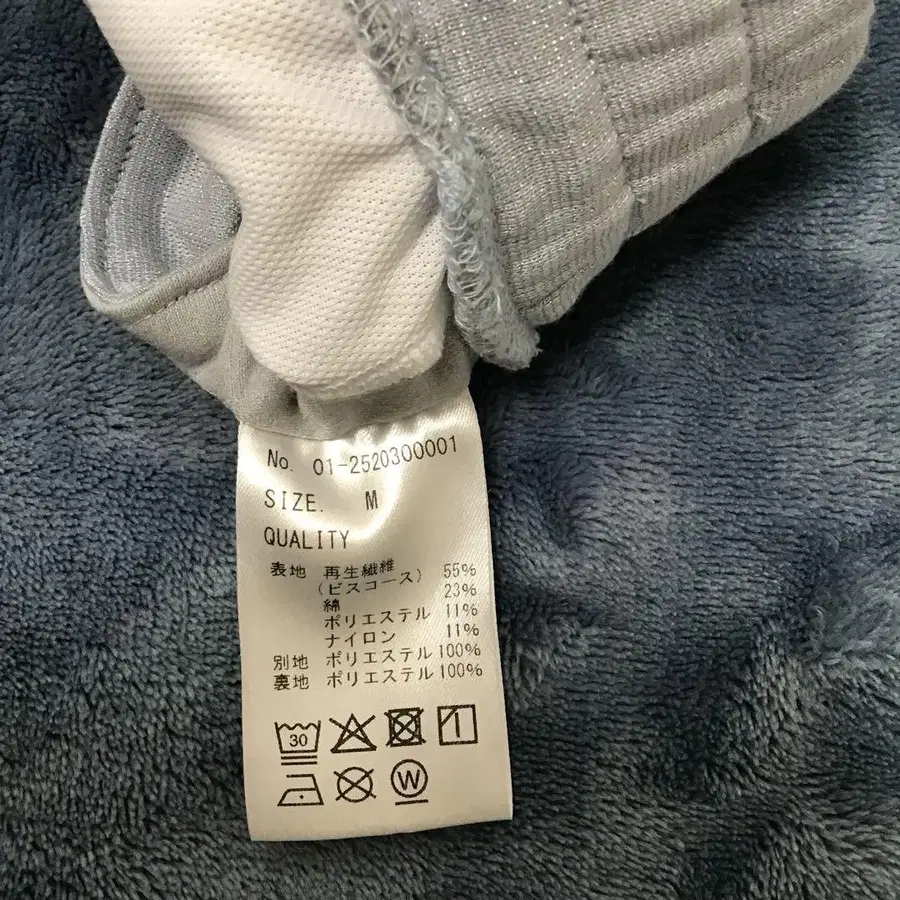 No. 01-2520300001
SIZE. M
QUALITY
表地 再生繊維
(ビスコース) 55%
綿 23%
ポリエステル 11%
ナイロン 11%
別地 ポリエステル 100%
裏地 ポリエステル 100%
30
W